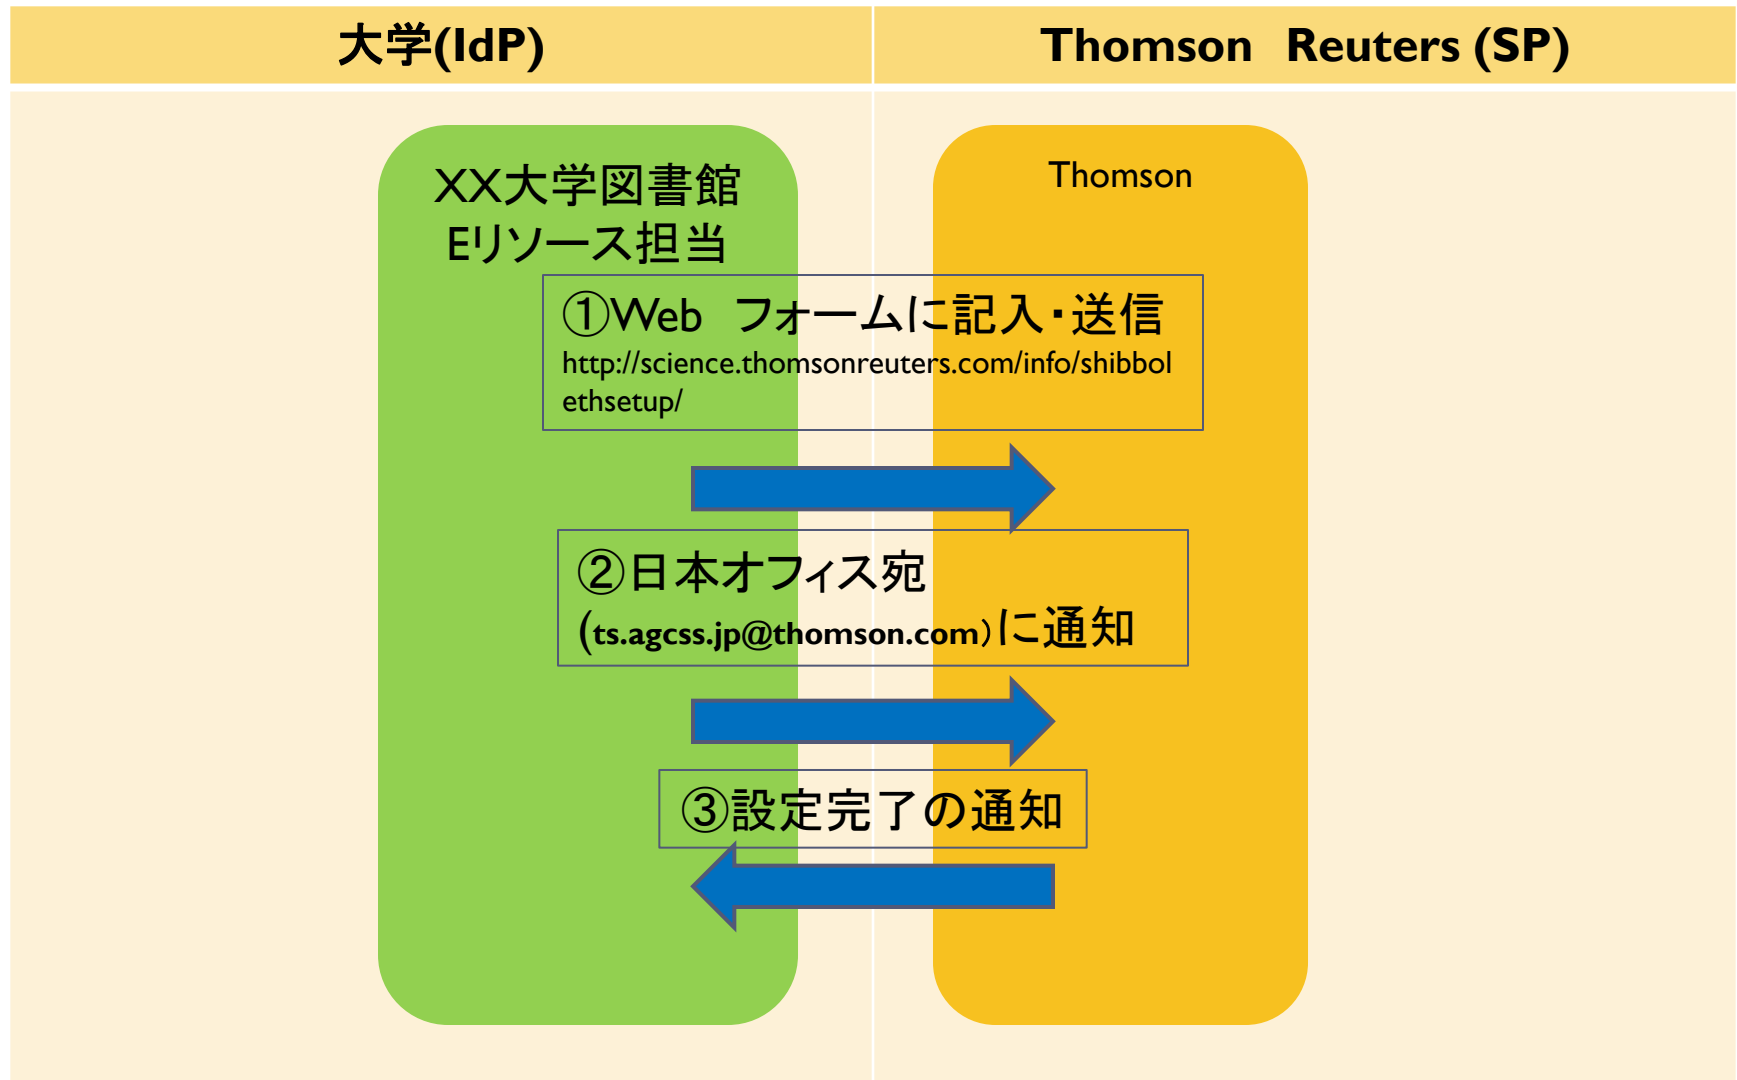 大学(IdP)
Thomson　Reuters (SP)
XX大学図書館
Eリソース担当
Thomson
①Web　フォームに記入・送信
http://science.thomsonreuters.com/info/shibbol
ethsetup/
②日本オフィス宛
(ts.agcss.jp@thomson.com）に通知
③設定完了の通知